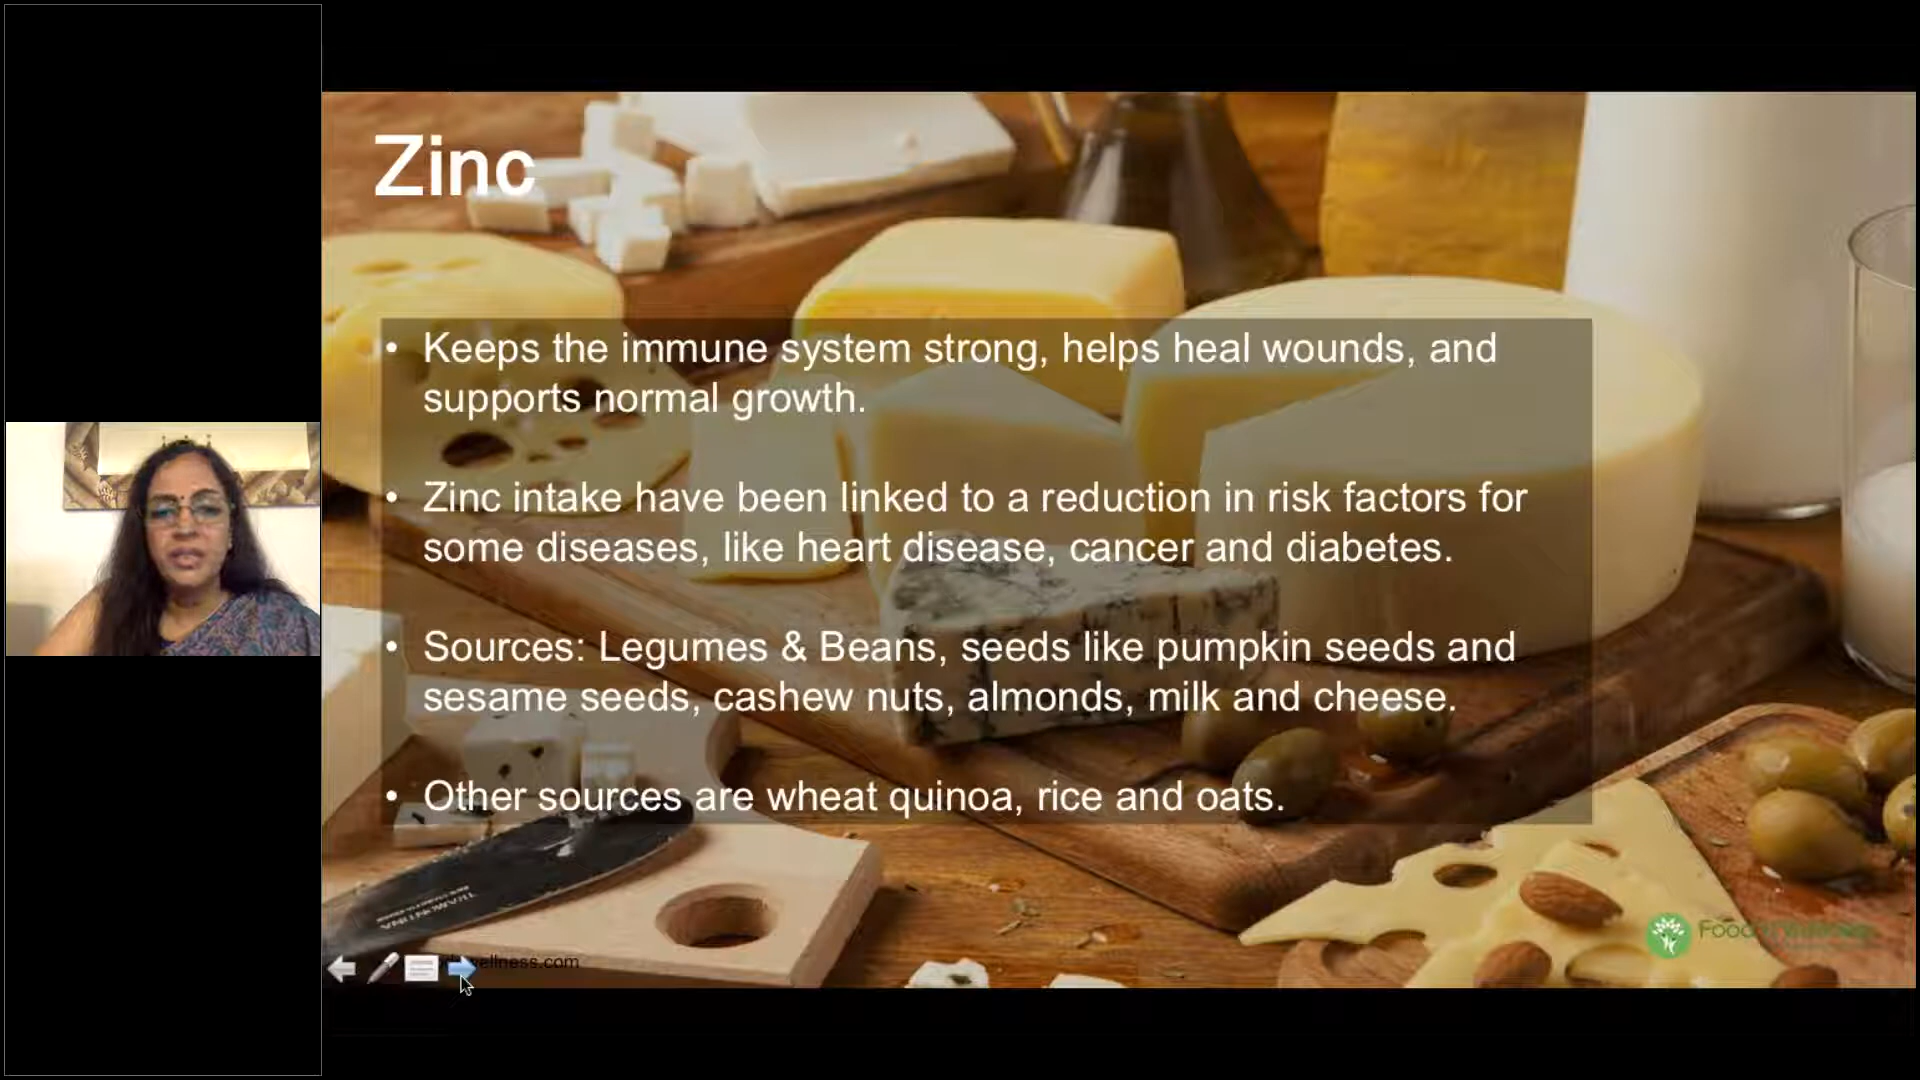 Zinc
• Keeps the immune system strong, helps heal wounds, and
supports normal growth.
• Zinc intake have been linked to a reduction in risk factors for
some diseases, like heart disease, cancer and diabetes.
• Sources: Legumes & Beans, seeds like pumpkin seeds and
sesame seeds, cashew nuts, almonds, milk and cheese.
• Other sources are wheat quinoa, rice and oats.
TRAMONTINA